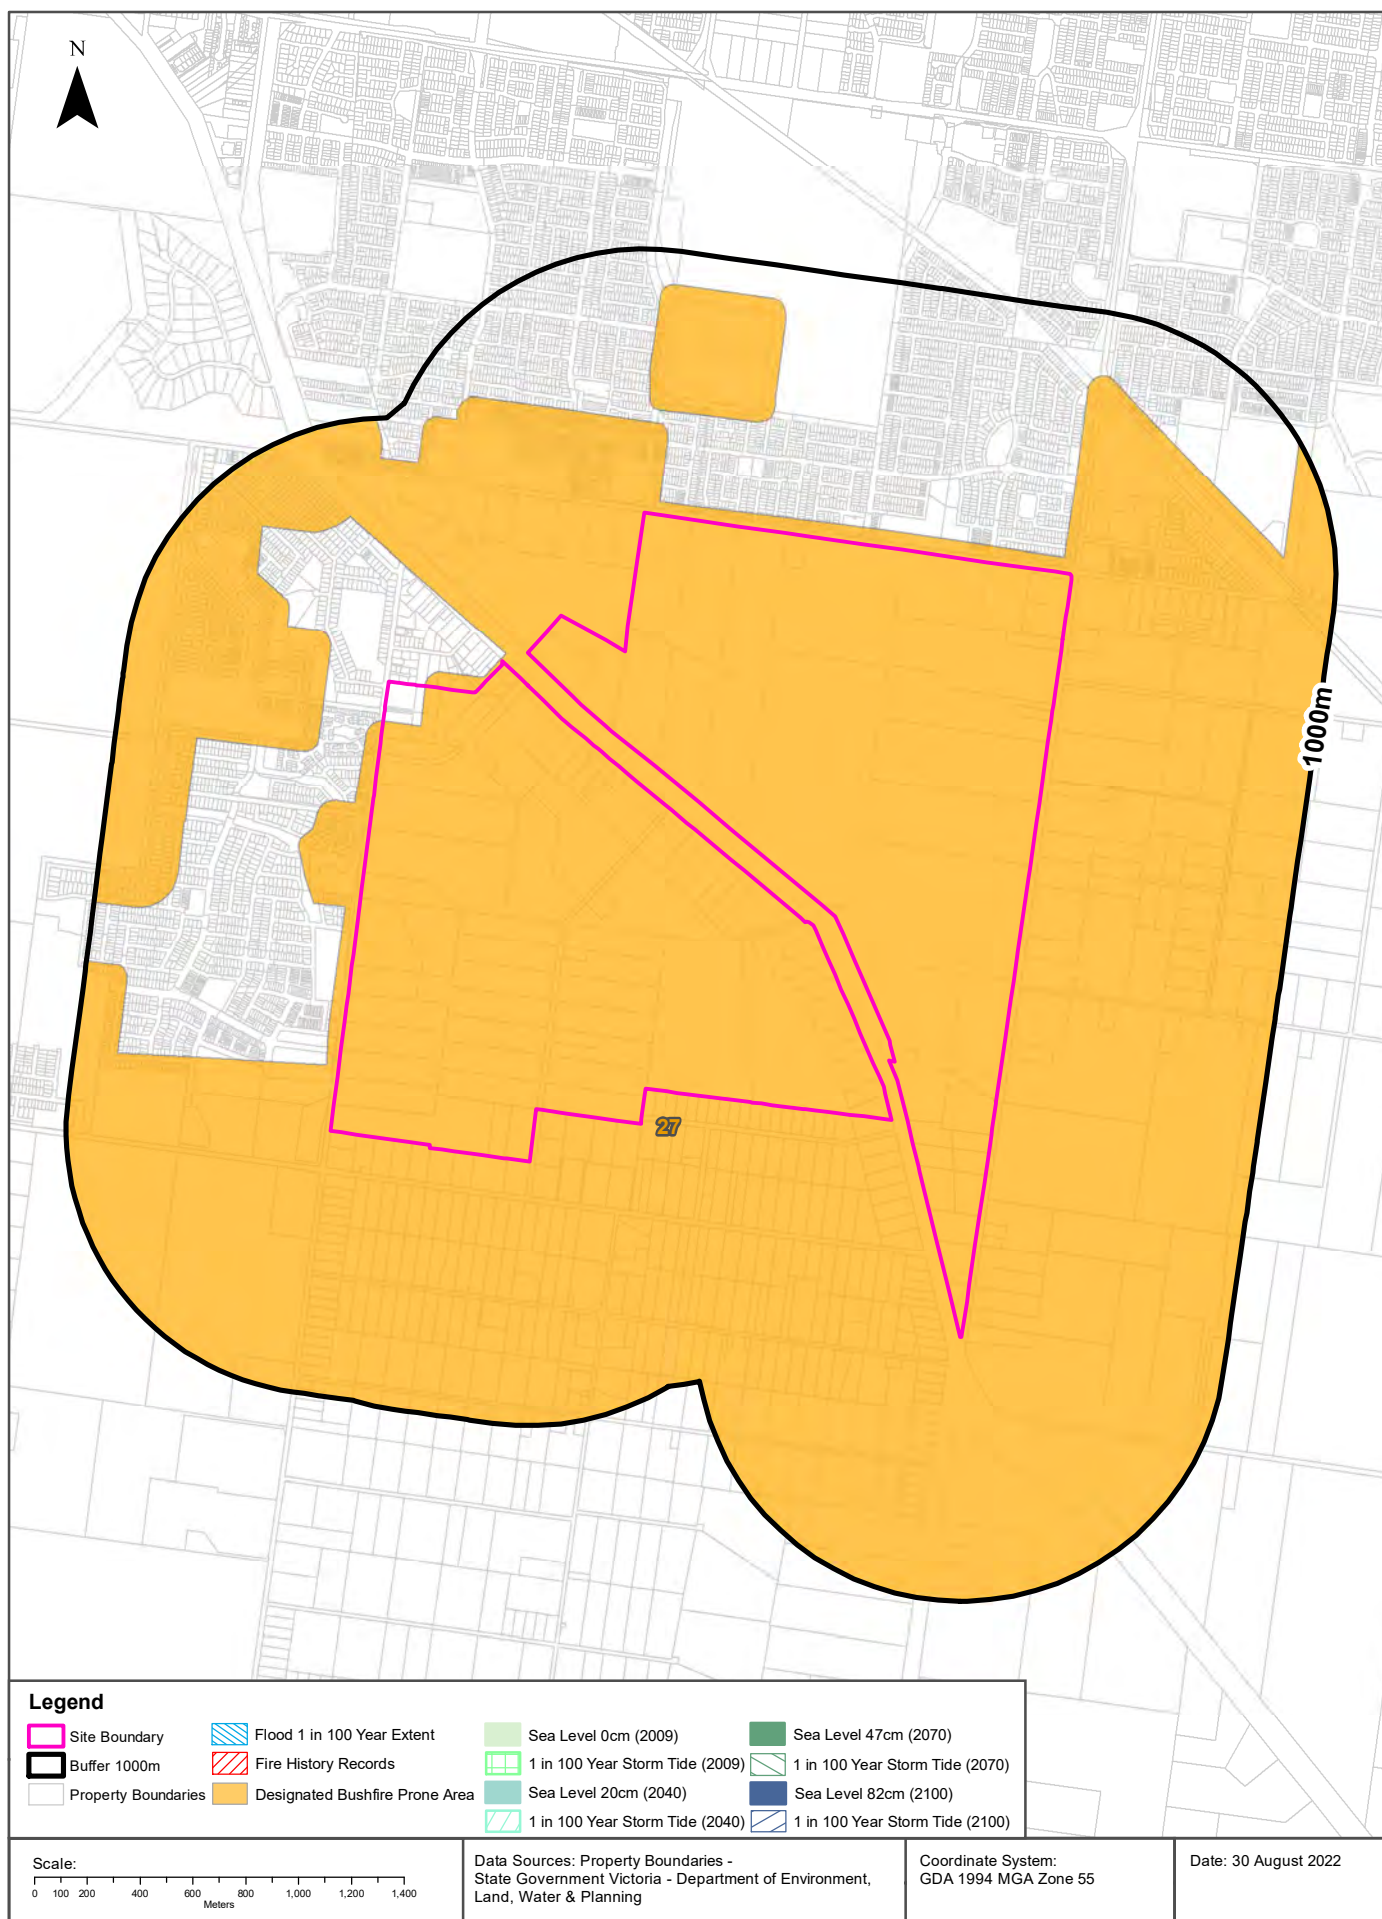 N
1000m
27
Legend
Site Boundary
Buffer 1000m
Property Boundaries
Flood 1 in 100 Year Extent
Fire History Records
Designated Bushfire Prone Area
Sea Level 0cm (2009)
1 in 100 Year Storm Tide (2009)
Sea Level 20cm (2040)
1 in 100 Year Storm Tide (2040)
Sea Level 47cm (2070)
1 in 100 Year Storm Tide (2070)
Sea Level 82cm (2100)
1 in 100 Year Storm Tide (2100)
Scale:
0 100 200 400 600 800 1,000 1,200 1,400
Meters
Data Sources: Property Boundaries -
State Government Victoria - Department of Environment,
Land, Water & Planning
Coordinate System:
GDA 1994 MGA Zone 55
Date: 30 August 2022